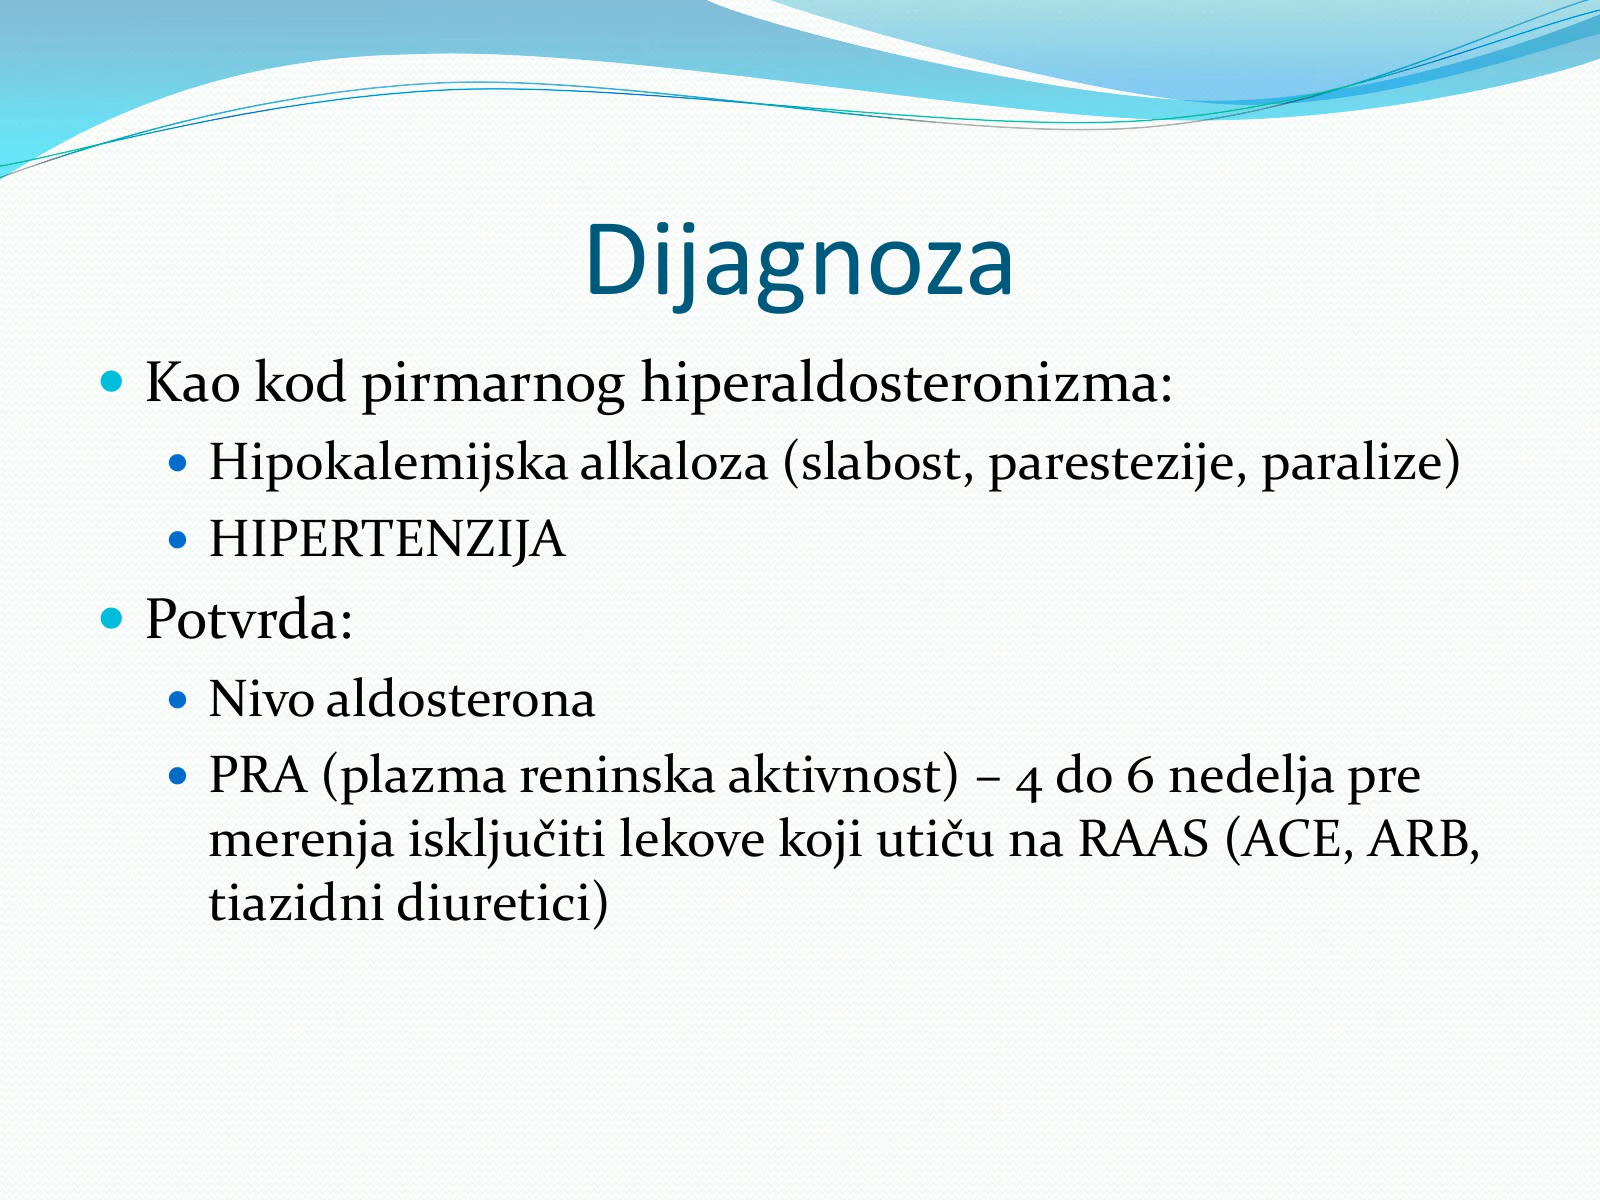 Dijagnoza
• Kao kod pirmarnog hiperaldosteronizma:
• Hipokalemijska alkaloza (slabost, parestezije, paralize)
• HIPERTENZIJA
• Potvrda:
• Nivo aldosterona
• PRA (plazma reninska aktivnost) – 4 do 6 nedelja pre
merenja isključiti lekove koji utiču na RAAS (ACE, ARB,
tiazidni diuretici)